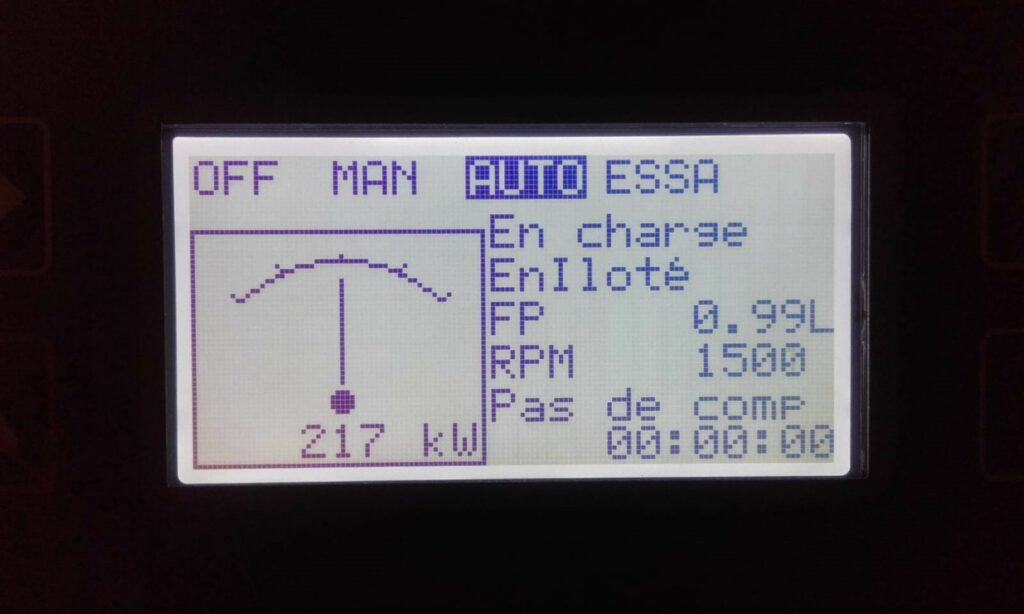 OFF MAN AUTO ESSA
En charge
EnIloté
FP 0.99L
RPM 1500
Pas de comp
217 kW 00:00:00